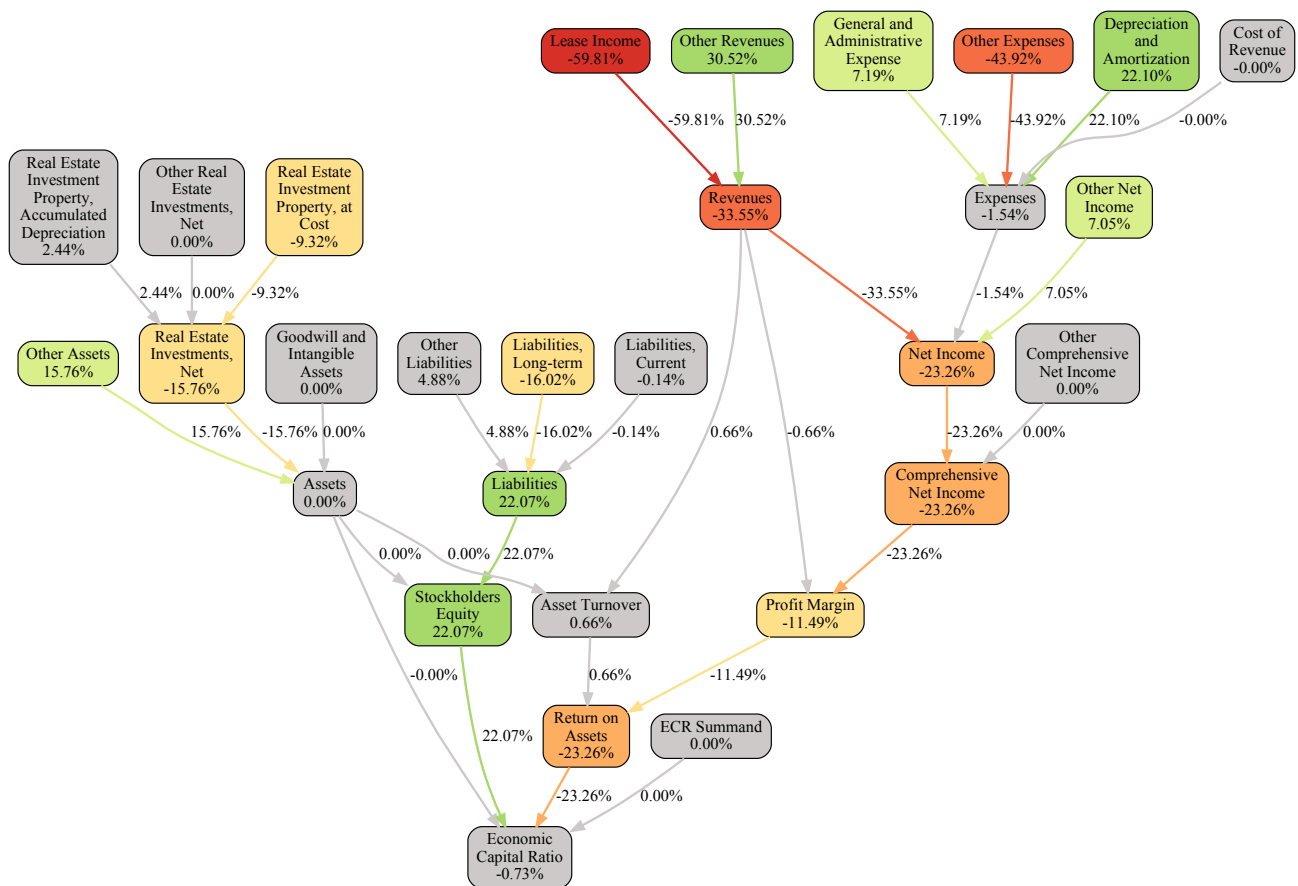 Lease Income
-59.81%
Other Revenues
30.52%
General and
Administrative
Expense
7.19%
Other Expenses
-43.92%
Depreciation
and
Amortization
22.10%
Cost of
Revenue
-0.00%
-59.81%
30.52%
7.19%
-43.92%
22.10%
-0.00%
Real Estate
Investment
Property,
Accumulated
Depreciation
2.44%
Other Real
Estate
Investments,
Net
0.00%
Real Estate
Investment
Property, at
Cost
-9.32%
Revenues
-33.55%
Expenses
-1.54%
Other Net
Income
7.05%
2.44%
0.00%
-9.32%
-33.55%
-1.54%
7.05%
Other Assets
15.76%
Real Estate
Investments,
Net
-15.76%
Goodwill and
Intangible
Assets
0.00%
Other
Liabilities
4.88%
Liabilities,
Long-term
-16.02%
Liabilities,
Current
-0.14%
Net Income
-23.26%
Other
Comprehensive
Net Income
0.00%
15.76%
-15.76%
0.00%
4.88%
-16.02%
-0.14%
0.66%
-0.66%
-23.26%
0.00%
Assets
0.00%
Liabilities
22.07%
Comprehensive
Net Income
-23.26%
0.00%
0.00%
22.07%
-23.26%
Stockholders
Equity
22.07%
Asset Turnover
0.66%
Profit Margin
-11.49%
-0.00%
0.66%
-11.49%
Return on
Assets
-23.26%
ECR Summand
0.00%
22.07%
-23.26%
0.00%
Economic
Capital Ratio
-0.73%